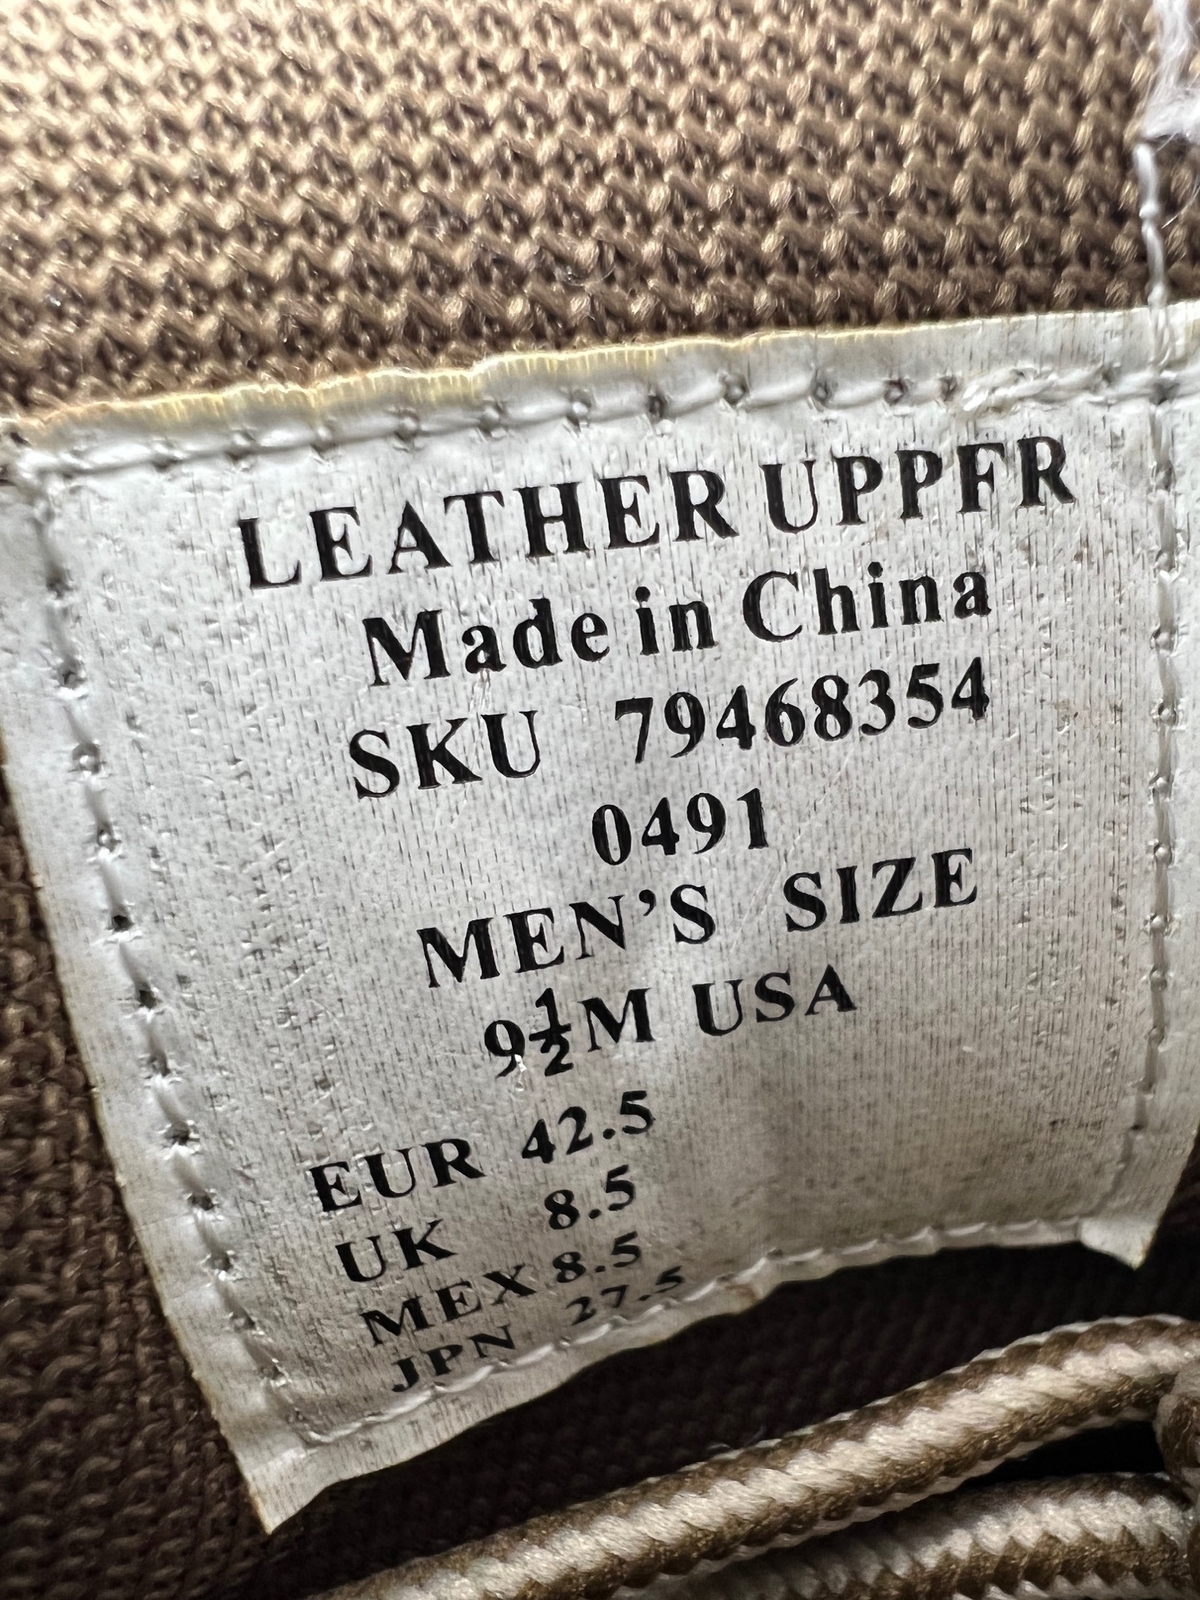 LEATHER UPPFR
Made in China
SKU 79468354
0491
MEN'S SIZE
9½M USA
EUR 42.5
UK 8.5
MEX 8.5
JPN 27.5